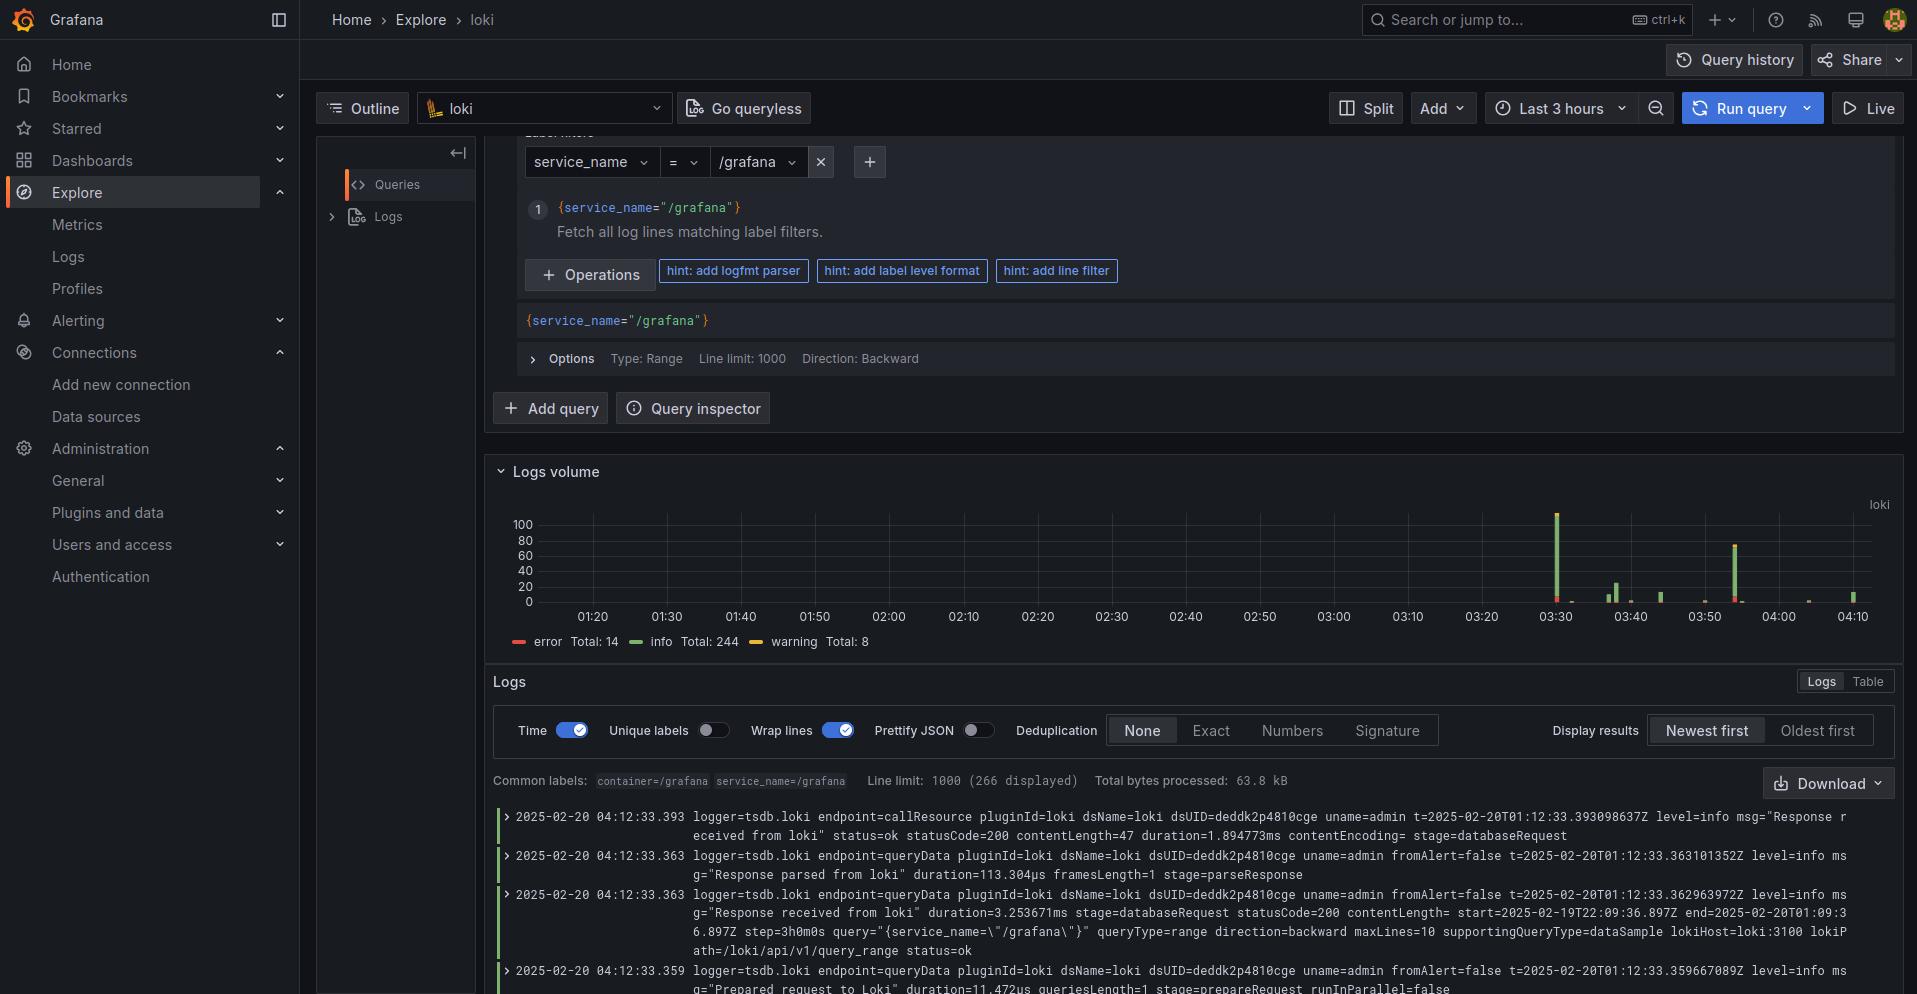 Grafana
Home › Explore › loki
Search or jump to... ctrl+k
Home
Bookmarks
Starred
Dashboards
Explore
Metrics
Logs
Profiles
Alerting
Connections
Add new connection
Data sources
Administration
General
Plugins and data
Users and access
Authentication
Query history
Share
Outline
loki
Go queryless
Split
Add
Last 3 hours
Run query
Live
Queries
Logs
Label filters
service_name = /grafana
1 {service_name="/grafana"}
Fetch all log lines matching label filters.
Operations
hint: add logfmt parser
hint: add label level format
hint: add line filter
{service_name="/grafana"}
Options Type: Range Line limit: 1000 Direction: Backward
Add query
Query inspector
Logs volume
loki
100
80
60
40
20
0
01:20 01:30 01:40 01:50 02:00 02:10 02:20 02:30 02:40 02:50 03:00 03:10 03:20 03:30 03:40 03:50 04:00 04:10
error Total: 14 info Total: 244 warning Total: 8
Logs
Logs Table
Time Unique labels Wrap lines Prettify JSON Deduplication None Exact Numbers Signature Display results Newest first Oldest first
Common labels: container=/grafana service_name=/grafana Line limit: 1000 (266 displayed) Total bytes processed: 63.8 kB
Download
2025-02-20 04:12:33.393 logger=tsdb.loki endpoint=callResource pluginId=loki dsName=loki dsUID=deddk2p4810cge uname=admin t=2025-02-20T01:12:33.393098637Z level=info msg="Response r
eceived from loki" status=ok statusCode=200 contentLength=47 duration=1.894773ms contentEncoding= stage=databaseRequest
2025-02-20 04:12:33.363 logger=tsdb.loki endpoint=queryData pluginId=loki dsName=loki dsUID=deddk2p4810cge uname=admin fromAlert=false t=2025-02-20T01:12:33.363101352Z level=info ms
g="Response parsed from loki" duration=113.304µs framesLength=1 stage=parseResponse
2025-02-20 04:12:33.363 logger=tsdb.loki endpoint=queryData pluginId=loki dsName=loki dsUID=deddk2p4810cge uname=admin fromAlert=false t=2025-02-20T01:12:33.362963972Z level=info ms
g="Response received from loki" duration=3.253671ms stage=databaseRequest statusCode=200 contentLength= start=2025-02-19T22:09:36.897Z end=2025-02-20T01:09:3
6.897Z step=3h0m0s query="{service_name=\"/grafana\"}" queryType=range direction=backward maxLines=10 supportingQueryType=dataSample lokiHost=loki:3100 lokiP
ath=/loki/api/v1/query_range status=ok
2025-02-20 04:12:33.359 logger=tsdb.loki endpoint=queryData pluginId=loki dsName=loki dsUID=deddk2p4810cge uname=admin fromAlert=false t=2025-02-20T01:12:33.359667089Z level=info ms
g="Prepared request to Loki" duration=11.472µs queriesLength=1 stage=prepareRequest runInParallel=false